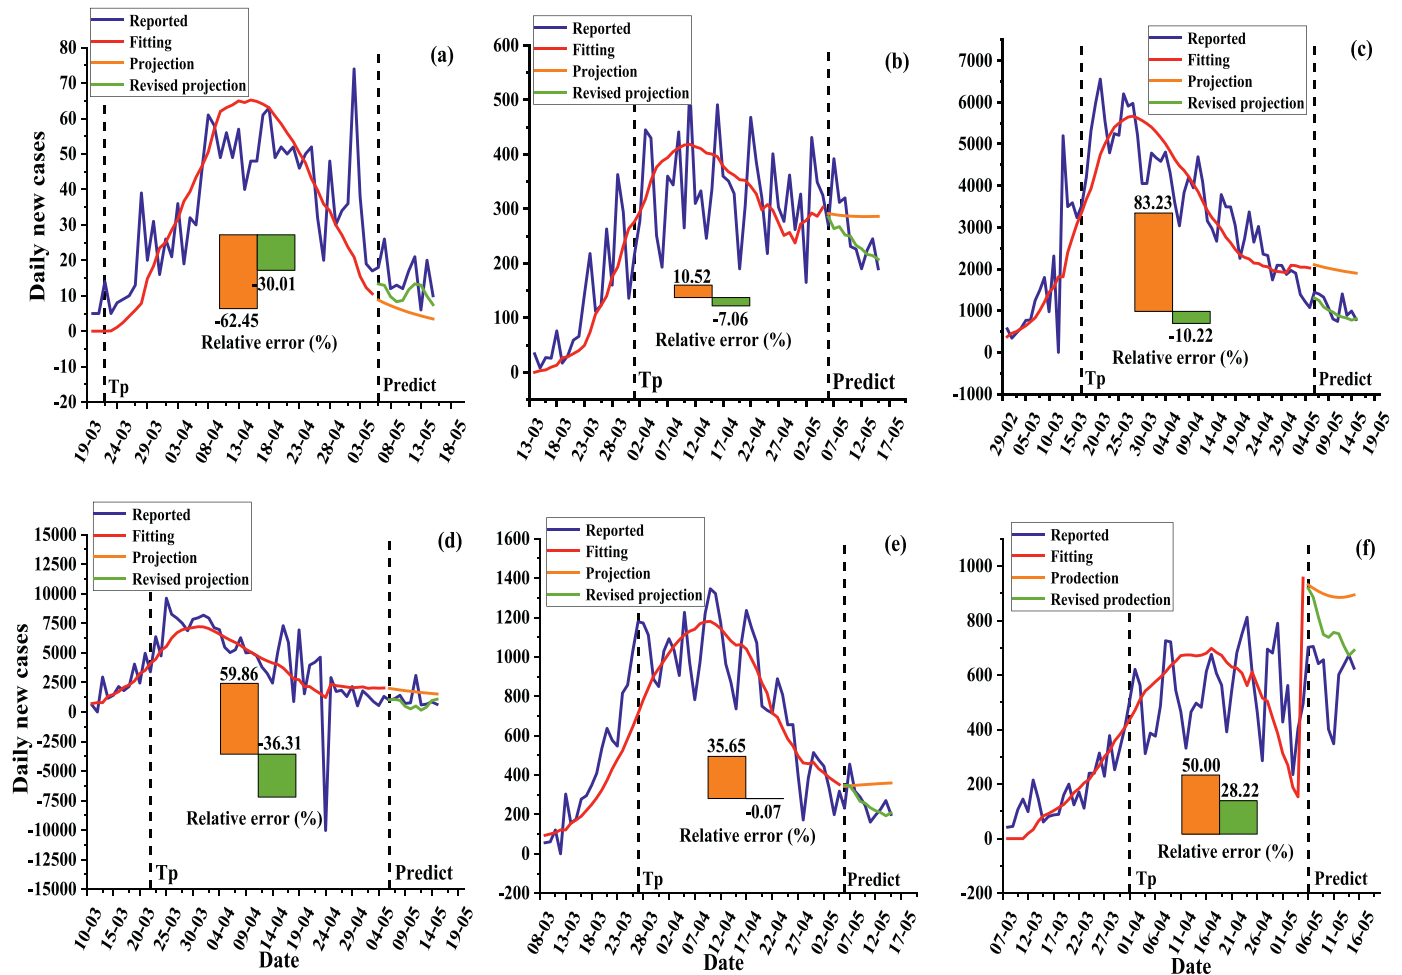 Reported
Fitting
Projection
Revised projection
(a)
80
70
60
50
40
30
20
10
0
-10
-20
Daily new cases
-30.01
-62.45
Relative error (%)
Tp
Predict
19-03
24-03
29-03
03-04
08-04
13-04
18-04
23-04
28-04
03-05
08-05
13-05
18-05
Reported
Fitting
Projection
Revised projection
(b)
600
500
400
300
200
100
0
10.52
-7.06
Relative error (%)
Tp
Predict
13-03
18-03
23-03
28-03
02-04
07-04
12-04
17-04
22-04
27-04
02-05
07-05
12-05
17-05
Reported
Fitting
Projection
Revised projection
(c)
7000
6000
5000
4000
3000
2000
1000
0
-1000
83.23
-10.22
Relative error (%)
Tp
Predict
29-02
05-03
10-03
15-03
20-03
25-03
30-03
04-04
09-04
14-04
19-04
24-04
29-04
04-05
09-05
14-05
19-05
Reported
Fitting
Projection
Revised projection
(d)
15000
12500
10000
7500
5000
2500
0
-2500
-5000
-7500
-10000
-12500
-15000
Daily new cases
59.86
-36.31
Relative error (%)
Tp
Predict
10-03
15-03
20-03
25-03
30-03
04-04
09-04
14-04
19-04
24-04
29-04
04-05
09-05
14-05
19-05
Date
Reported
Fitting
Projection
Revised projection
(e)
1600
1400
1200
1000
800
600
400
200
0
-200
35.65
-0.07
Relative error (%)
Tp
Predict
08-03
13-03
18-03
23-03
28-03
02-04
07-04
12-04
17-04
22-04
27-04
02-05
07-05
12-05
17-05
Date
Reported
Fitting
Prodection
Revised prodection
(f)
1000
800
600
400
200
0
-200
50.00
28.22
Relative error (%)
Tp
Predict
07-03
12-03
17-03
22-03
27-03
01-04
06-04
11-04
16-04
21-04
26-04
01-05
06-05
11-05
16-05
Date